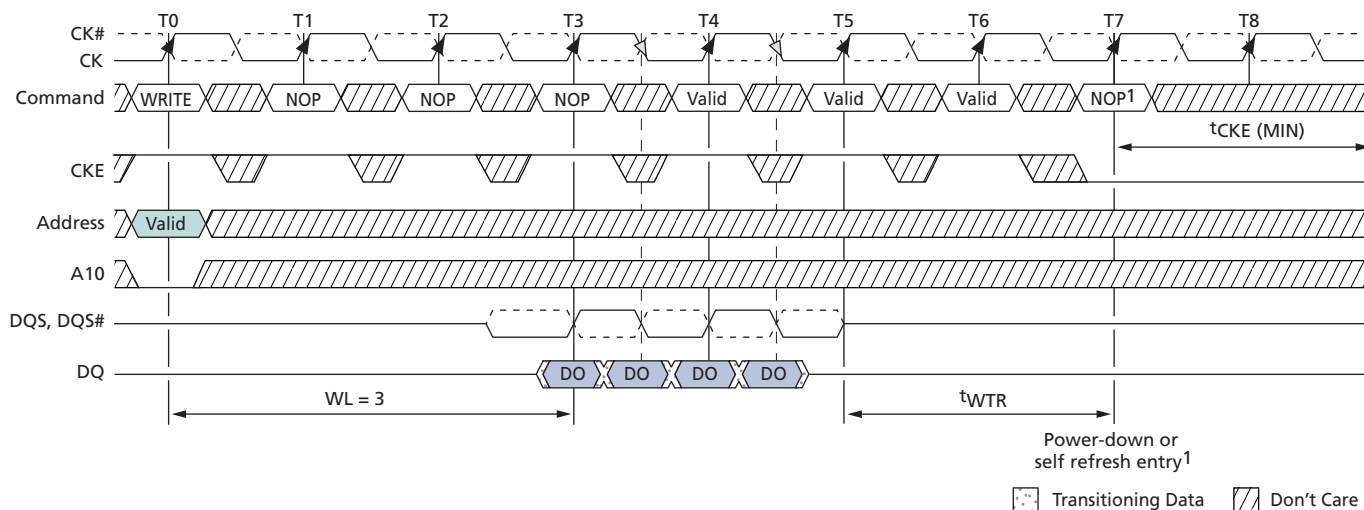 T0 T1 T2 T3 T4 T5 T6 T7 T8
CK#
CK
Command WRITE NOP NOP NOP Valid Valid Valid NOP1
tCKE (MIN)
CKE
Address Valid
A10
DQS, DQS#
DQ DO DO DO DO
WL = 3 tWTR
Power-down or
self refresh entry1
Transitioning Data Don't Care